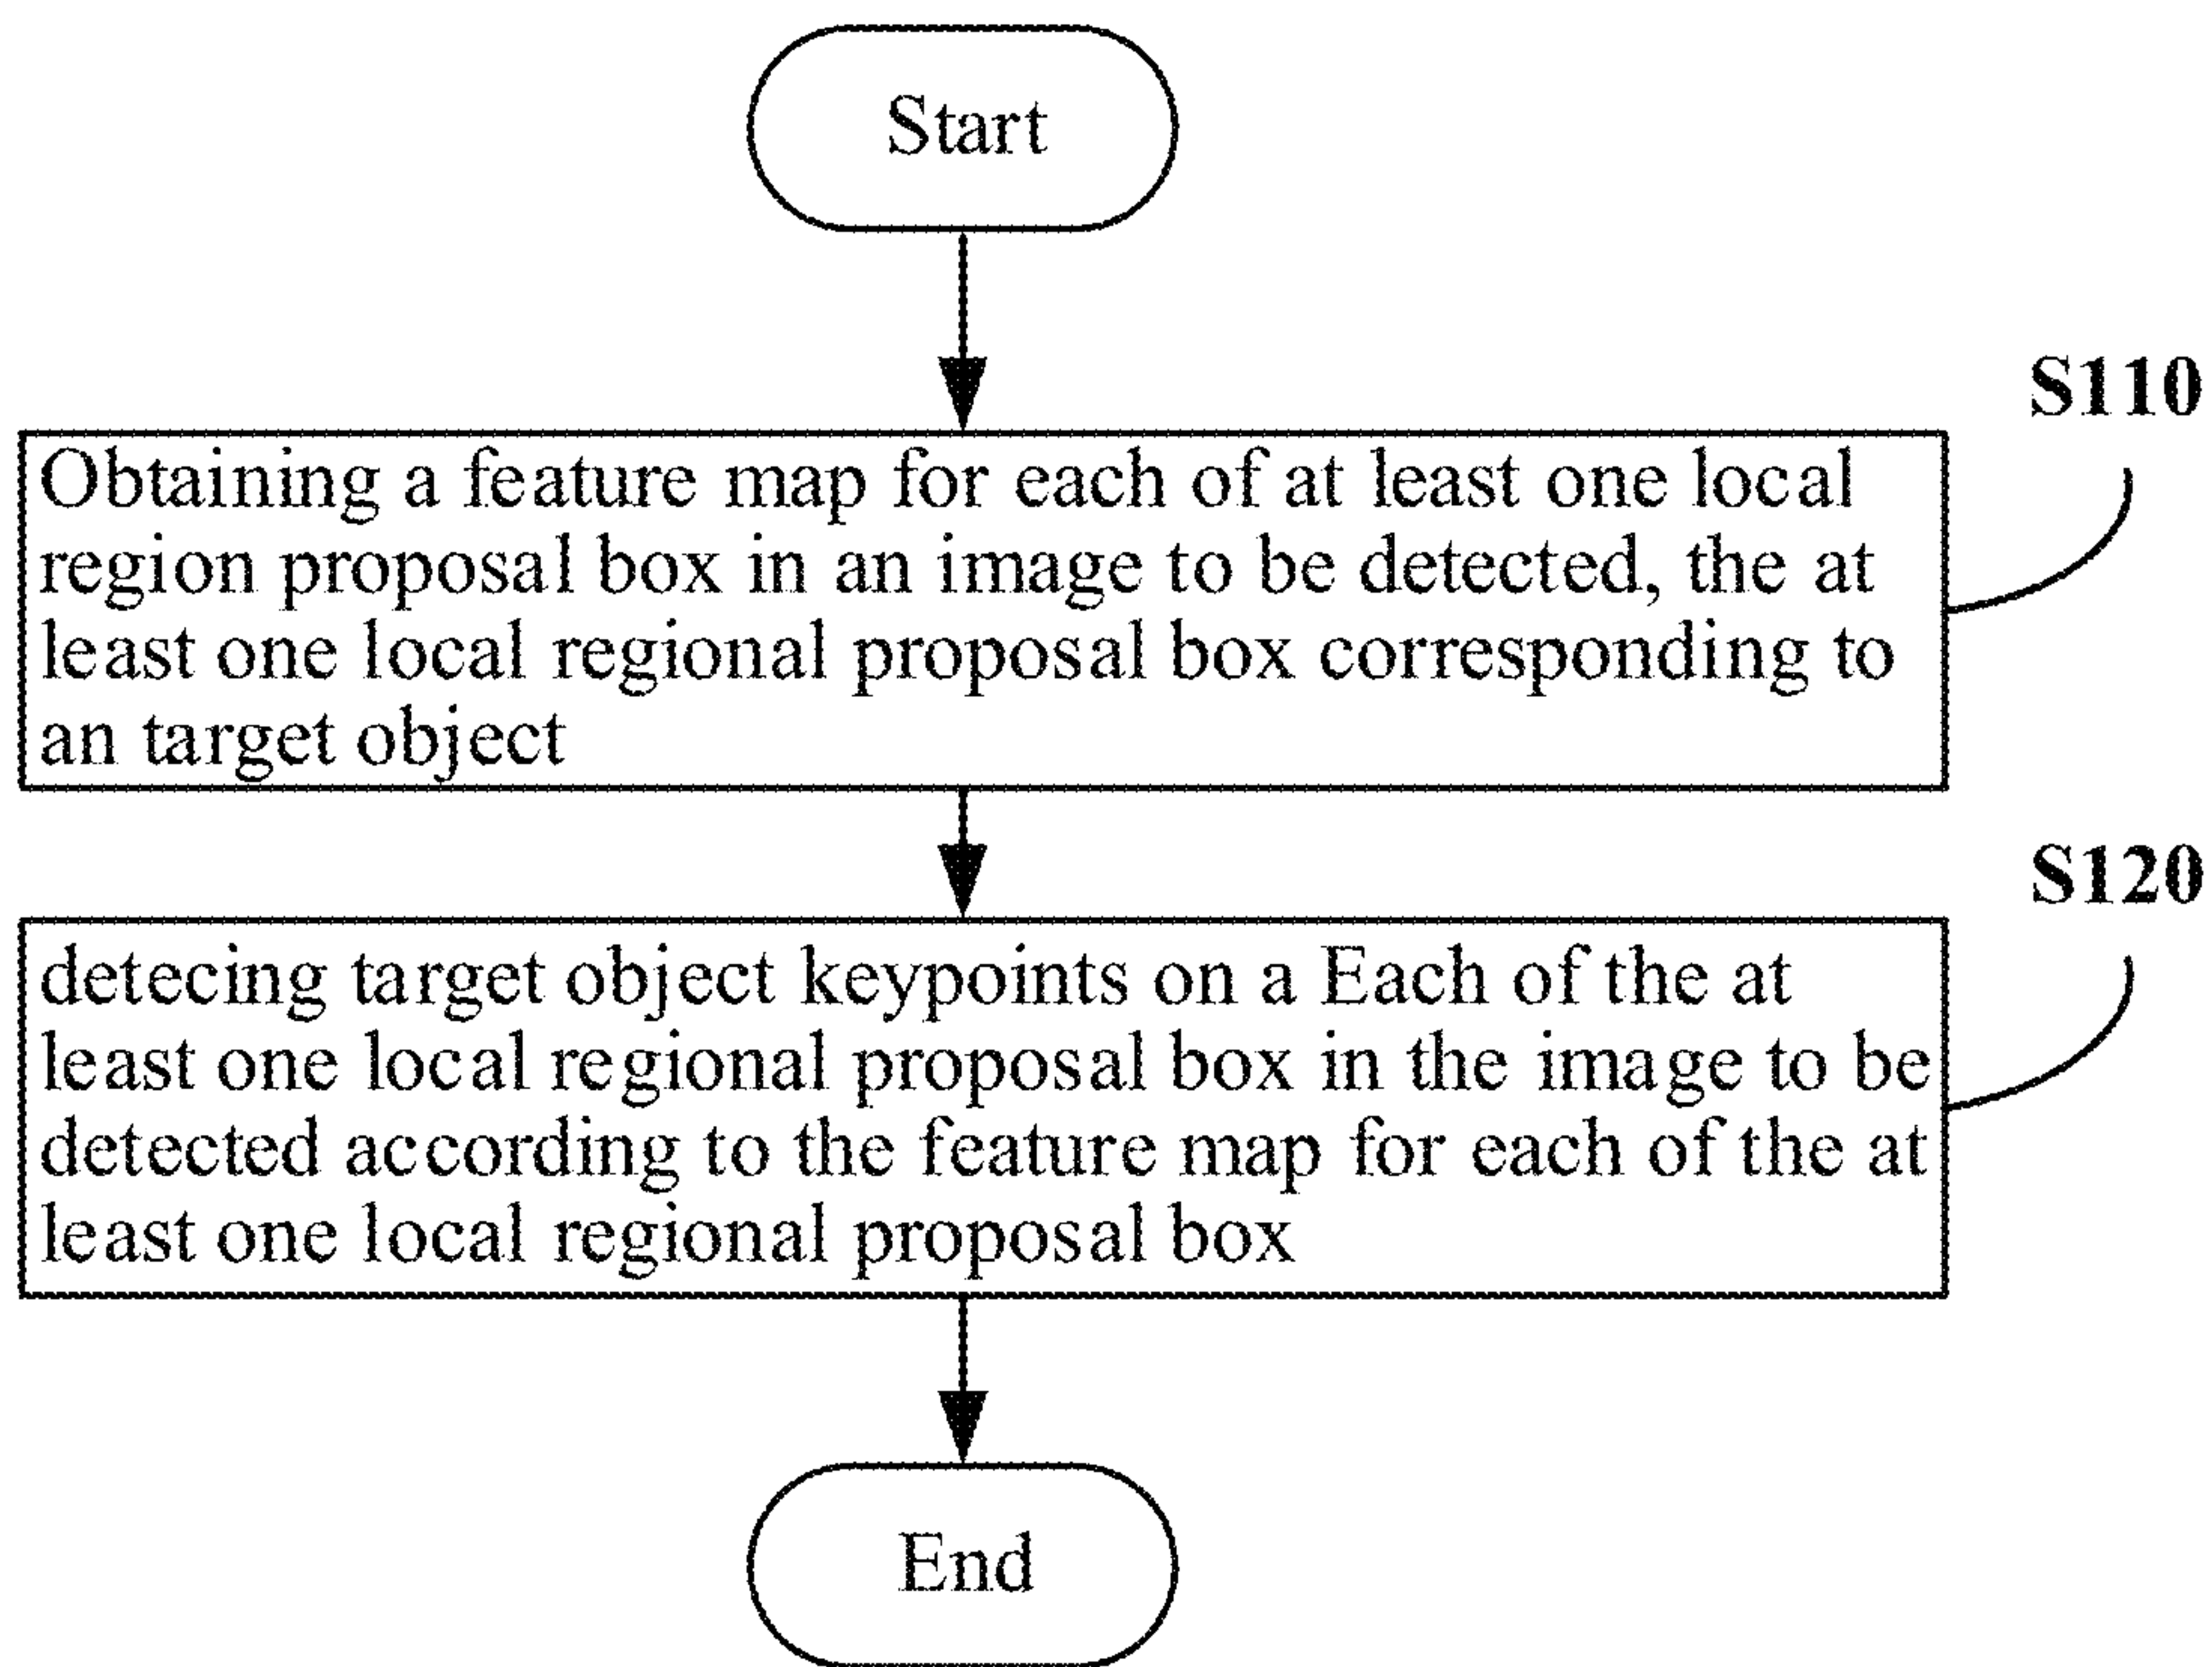 Start
S110
Obtaining a feature map for each of at least one local
region proposal box in an image to be detected, the at
least one local regional proposal box corresponding to
an target object
S120
detecing target object keypoints on a Each of the at
least one local regional proposal box in the image to be
detected according to the feature map for each of the at
least one local regional proposal box
End